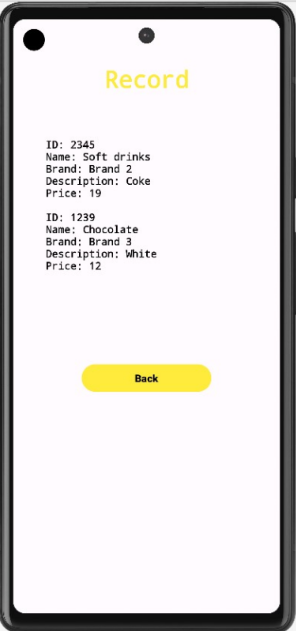 Record
ID: 2345
Name: Soft drinks
Brand: Brand 2
Description: Coke
Price: 19
ID: 1239
Name: Chocolate
Brand: Brand 3
Description: White
Price: 12
Back